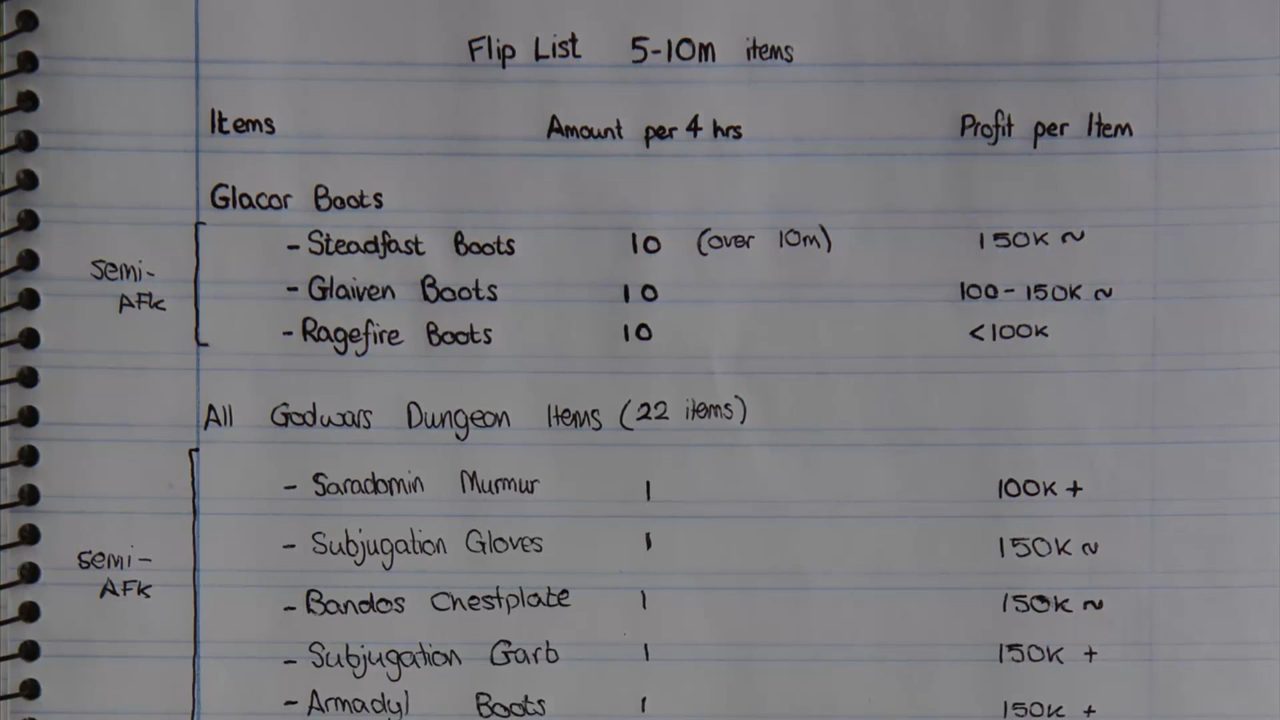 Flip List 5-10m items
Items Amount per 4 hrs Profit per Item
Glacor Boots
- Steadfast Boots 10 (over 10m) 150K ~
semi-AFK
- Glaiven Boots 10 100-150K ~
- Ragefire Boots 10 <100K
All Godwars Dungeon Items (22 items)
- Saradomin Murmur 1 100K +
- Subjugation Gloves 1 150K ~
semi-AFK
- Bandos Chestplate 1 150K ~
- Subjugation Garb 1 150K +
- Armadyl Boots 1 150K +